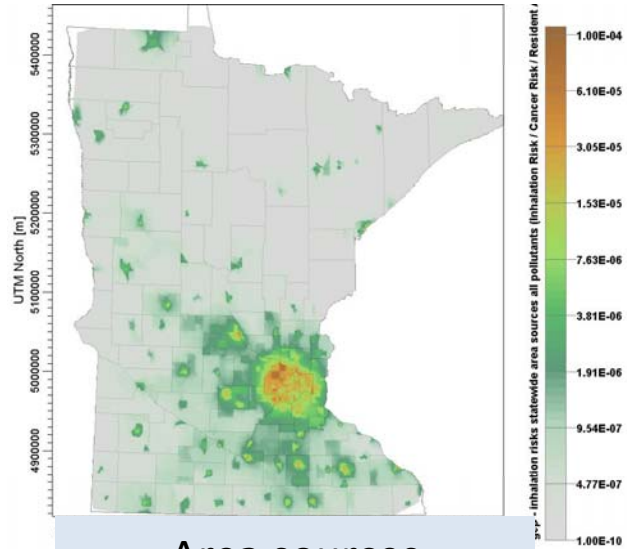 UTM North [m]
5400000
5300000
5200000
5100000
5000000
4900000
1.00E-04
6.10E-05
3.05E-05
1.53E-05
7.63E-06
3.81E-06
1.91E-06
9.54E-07
4.77E-07
1.00E-10
- Inhalation risks statewide area sources all pollutants (Inhalation Risk / Cancer Risk / Resident
Area sources